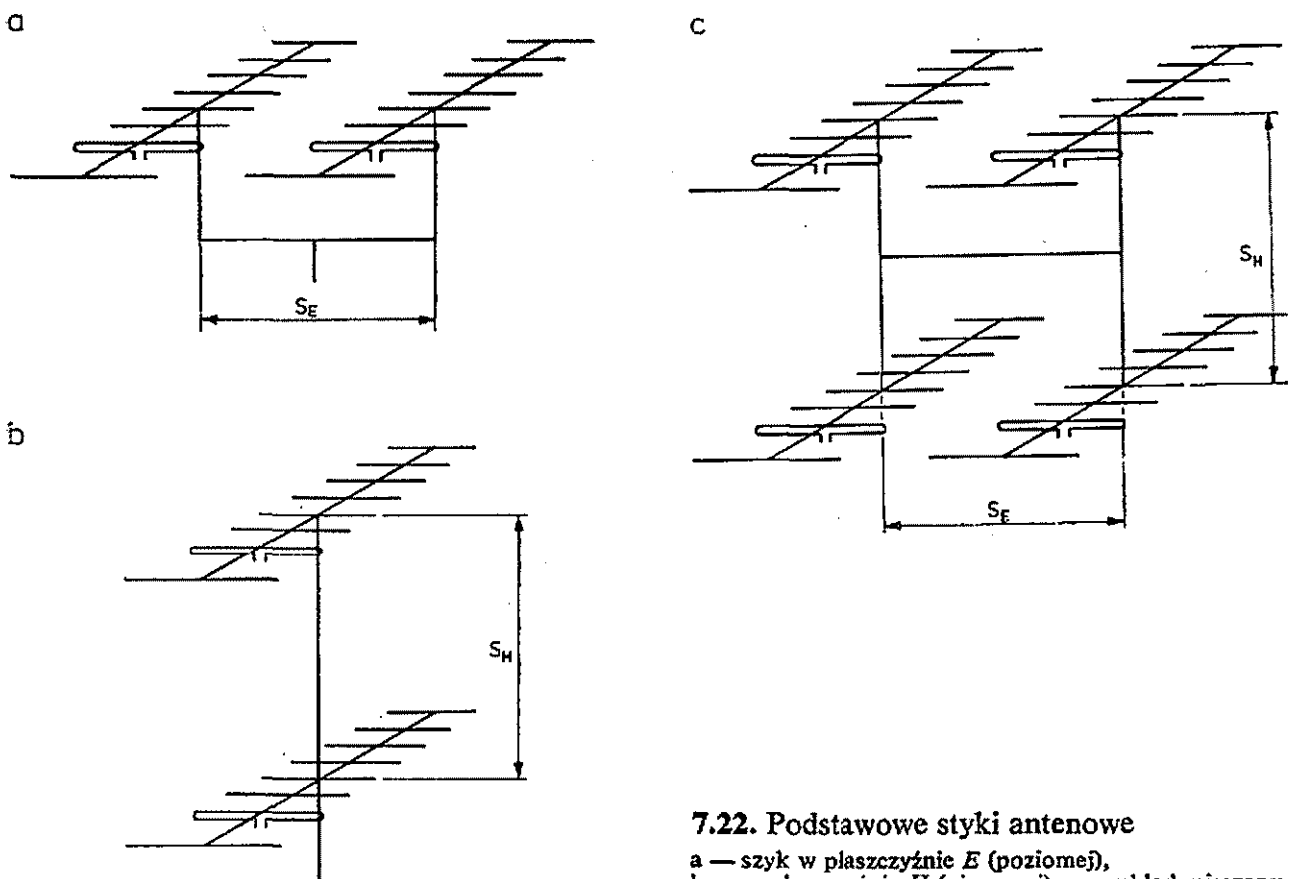 a
c
S_E
S_H
b
S_H
S_E
7.22. Podstawowe styki antenowe
a — szyk w płaszczyźnie E (poziomej),